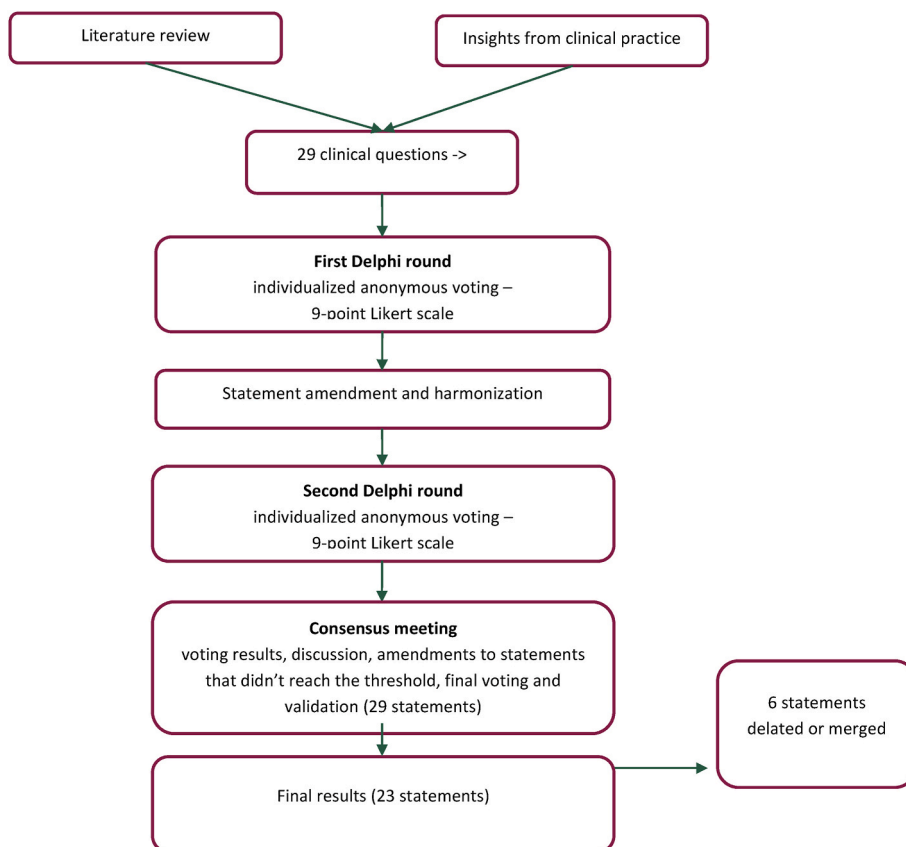 Literature review
Insights from clinical practice
29 clinical questions ->
First Delphi round
individualized anonymous voting –
9-point Likert scale
Statement amendment and harmonization
Second Delphi round
individualized anonymous voting –
9-point Likert scale
Consensus meeting
voting results, discussion, amendments to statements
that didn't reach the threshold, final voting and
validation (29 statements)
6 statements
delated or merged
Final results (23 statements)